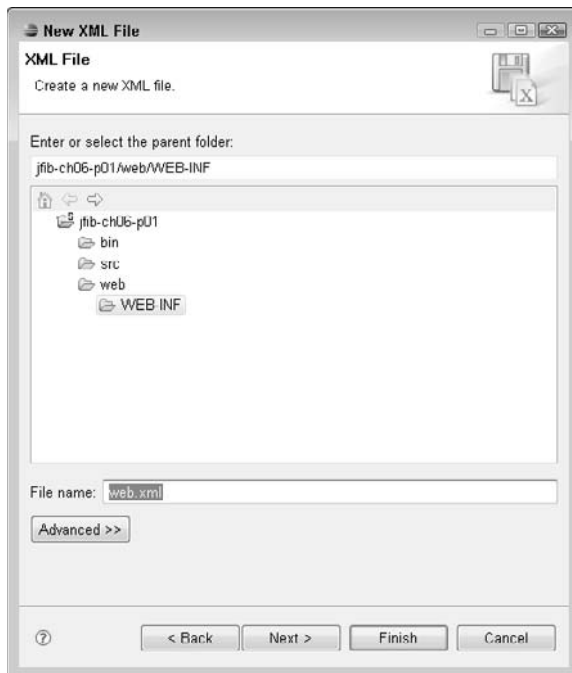 New XML File
XML File
Create a new XML file.
X
Enter or select the parent folder:
jfib-ch06-p01/web/WEB-INF
jfib-ch06-p01
bin
src
web
WEB-INF
File name: web.xml
Advanced >>
?
< Back Next > Finish Cancel